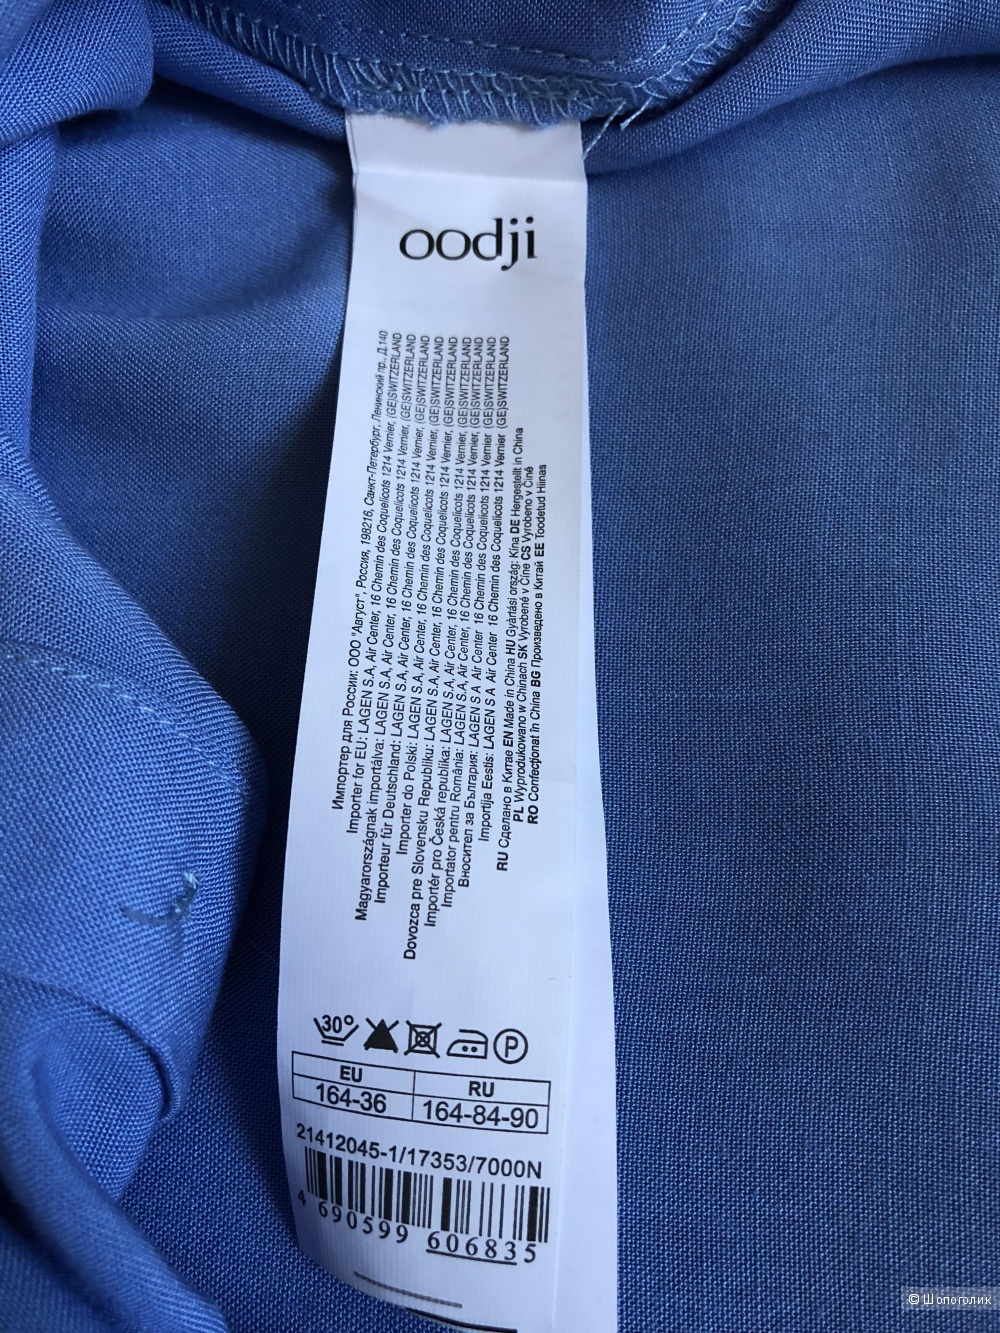 oodji
Импортер для России: ООО "Август", Россия, 198216, Санкт-Петербург, Ленинский пр., Д.140
Importer for EU: LAGEN S.A, Air Center, 16 Chemin des Coquelicots 1214 Vernier, (GE)SWITZERLAND
Magyarországnak importálva: LAGEN S.A, Air Center, 16 Chemin des Coquelicots 1214 Vernier, (GE)SWITZERLAND
Importeur für Deutschland: LAGEN S.A, Air Center, 16 Chemin des Coquelicots 1214 Vernier, (GE)SWITZERLAND
Importer do Polski: LAGEN S.A, Air Center, 16 Chemin des Coquelicots 1214 Vernier, (GE)SWITZERLAND
Dovozca pre Slovensku Republiku: LAGEN S.A, Air Center, 16 Chemin des Coquelicots 1214 Vernier, (GE)SWITZERLAND
Importér pro Česká republika: LAGEN S.A, Air Center, 16 Chemin des Coquelicots 1214 Vernier, (GE)SWITZERLAND
Importator pentru România: LAGEN S.A, Air Center, 16 Chemin des Coquelicots 1214 Vernier, (GE)SWITZERLAND
Вносител за България: LAGEN S A Air Center 16 Chemin des Coquelicots 1214 Vernier, (GE)SWITZERLAND
Importija Eestis: LAGEN S A Air Center 16 Chemin des Coquelicots 1214 Vernier (GE)SWITZERLAND
RU Сделано в Китае EN Made in China HU Gyártási ország: Kína DE Hergestellt in China
PL Wyprodukowano w Chinach SK Vyrobené v Číne CS Vyrobeno v Číně
RO Confecționat în China BG Произведено в Китай EE Toodetud Hiinas
30° P
EU RU
164-36 164-84-90
21412045-1/17353/7000N
4 690599 606835
© Шопоголик